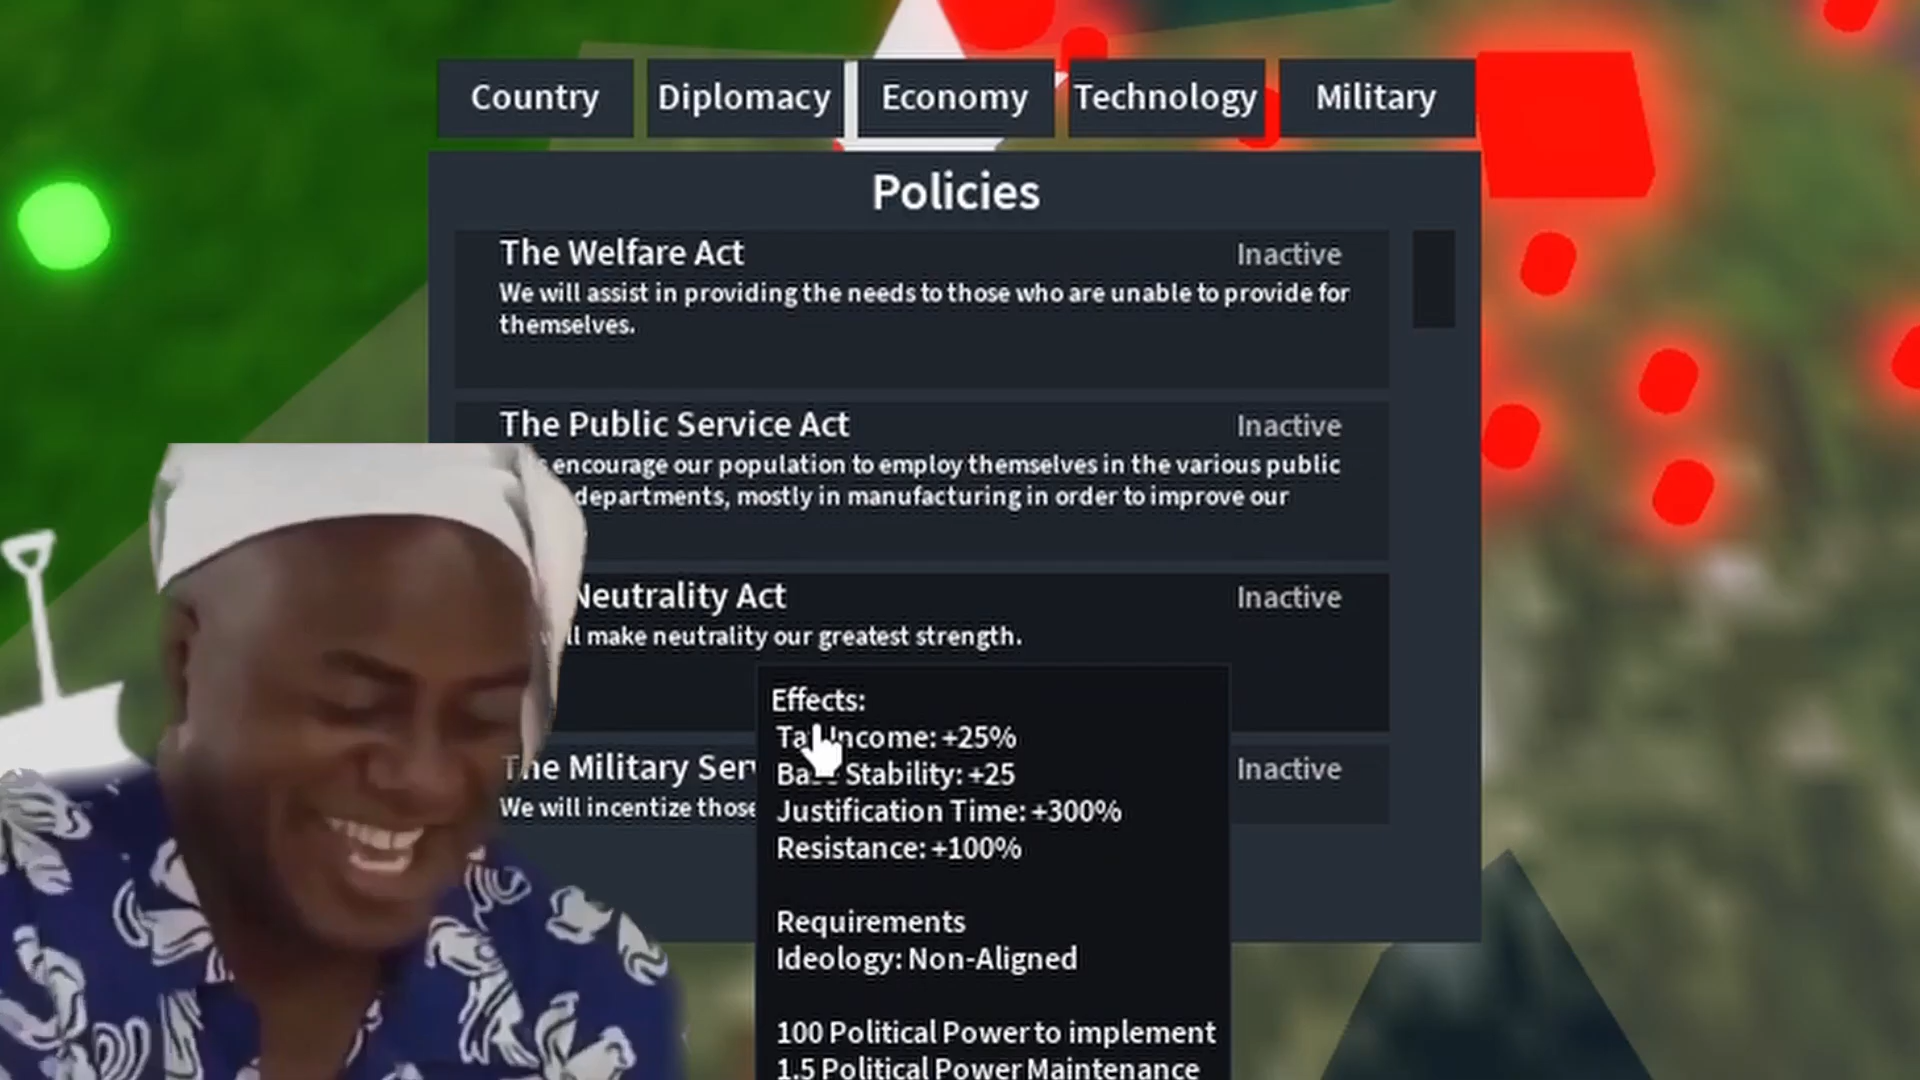 Country
Diplomacy
Economy
Technology
Military
Policies
The Welfare Act
Inactive
We will assist in providing the needs to those who are unable to provide for
themselves.
The Public Service Act
Inactive
encourage our population to employ themselves in the various public
departments, mostly in manufacturing in order to improve our
Neutrality Act
Inactive
make neutrality our greatest strength.
Effects:
Tax Income: +25%
Base Stability: +25
Justification Time: +300%
Resistance: +100%
Requirements
Ideology: Non-Aligned
100 Political Power to implement
1.5 Political Power Maintenance
The Military Ser
Inactive
We will incentize those